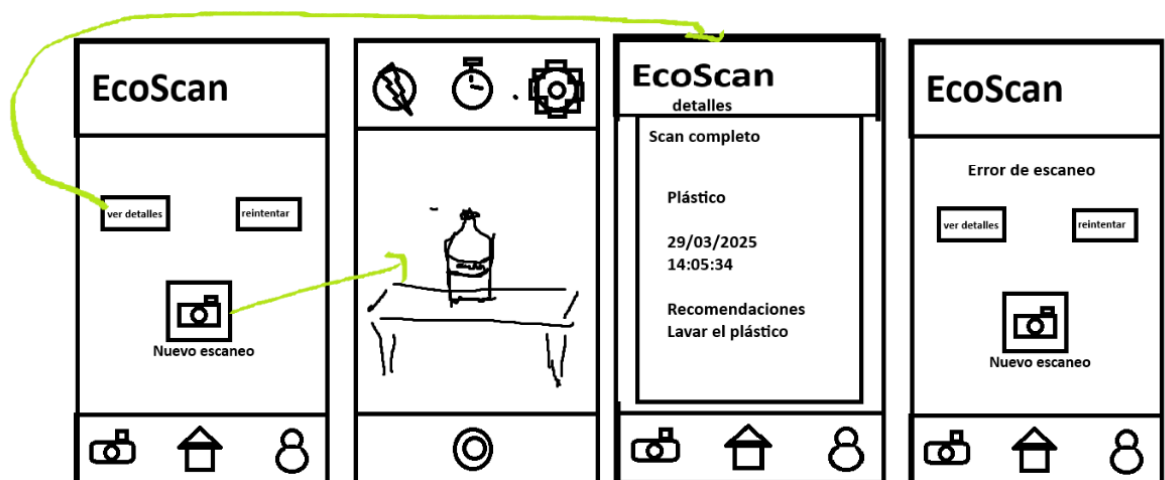 EcoScan
ver detalles
reintentar
Nuevo escaneo
EcoScan
detalles
Scan completo
Plástico
29/03/2025
14:05:34
Recomendaciones
Lavar el plástico
EcoScan
Error de escaneo
ver detalles
reintentar
Nuevo escaneo